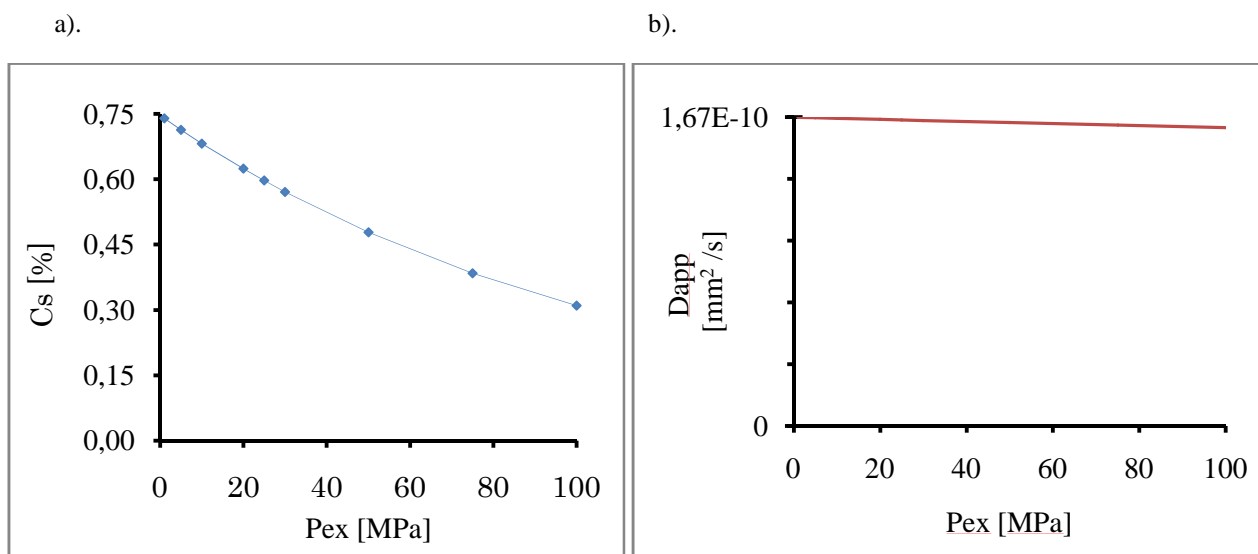 a).
b).
0,75
0,60
0,45
0,30
0,15
0,00
Cs [%]
0 20 40 60 80 100
Pex [MPa]
1,67E-10
0
Dapp
[mm² /s]
0 20 40 60 80 100
Pex [MPa]